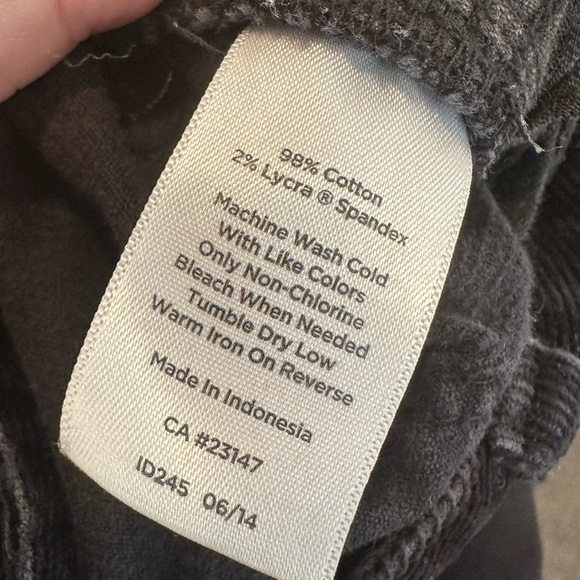 98% Cotton
2% Lycra ® Spandex
Machine Wash Cold
With Like Colors
Only Non-Chlorine
Bleach When Needed
Tumble Dry Low
Warm Iron On Reverse
Made In Indonesia
CA #23147
ID245 06/14